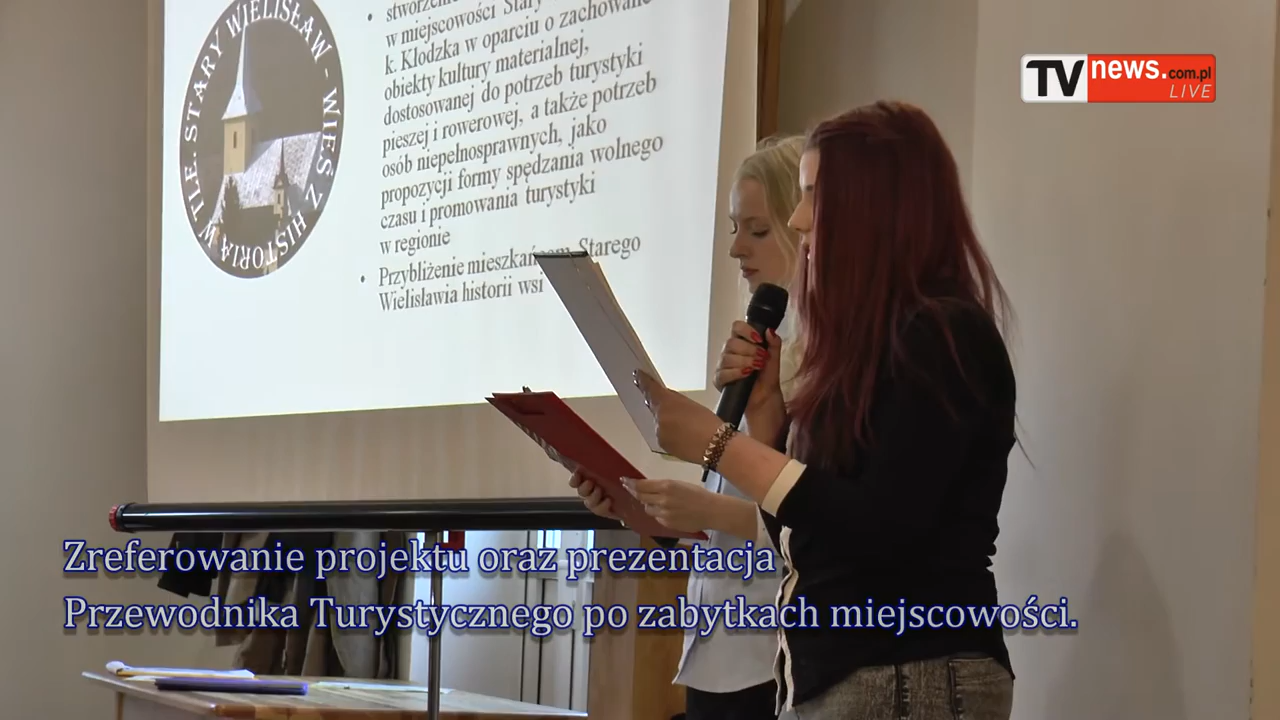 STARY WIELISŁAW - WIEŚ Z HISTORIĄ W TLE.
w miejscowości Stary
k. Kłodzka w oparciu o zachowane
obiekty kultury materialnej,
dostosowanej do potrzeb turystyki
pieszej i rowerowej, a także potrzeb
osób niepełnosprawnych, jako
propozycji formy spędzania wolnego
czasu i promowania turystyki
w regionie
• Przybliżenie mieszkańcom Starego
Wielisławia historii wsi
TVnews.com.pl
LIVE
Zreferowanie projektu oraz prezentacja
Przewodnika Turystycznego po zabytkach miejscowości.